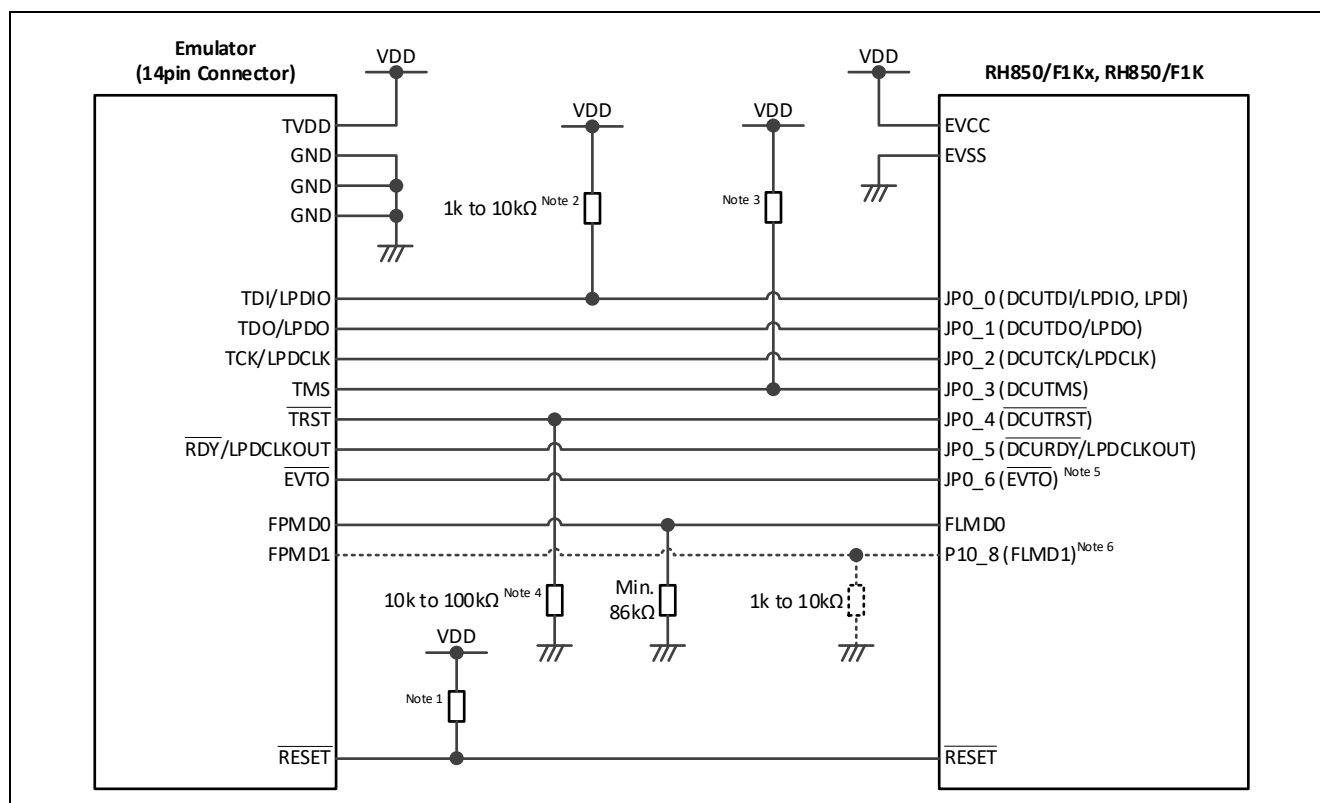 Emulator
(14pin Connector)
VDD
VDD
RH850/F1Kx, RH850/F1K
VDD
VDD
TVDD
EVCC
GND
EVSS
GND
1k to 10kΩ Note 2
Note 3
GND
TDI/LPDIO
JP0_0 (DCUTDI/LPDIO, LPDI)
TDO/LPDO
JP0_1 (DCUTDO/LPDO)
TCK/LPDCLK
JP0_2 (DCUTCK/LPDCLK)
TMS
JP0_3 (DCUTMS)
TRST
JP0_4 (DCUTRST)
RDY/LPDCLKOUT
JP0_5 (DCURDY/LPDCLKOUT)
EVTO
JP0_6 (EVTO) Note 5
FPMD0
FLMD0
FPMD1
P10_8 (FLMD1) Note 6
10k to 100kΩ Note 4
Min.
86kΩ
1k to 10kΩ
VDD
Note 1
RESET
RESET